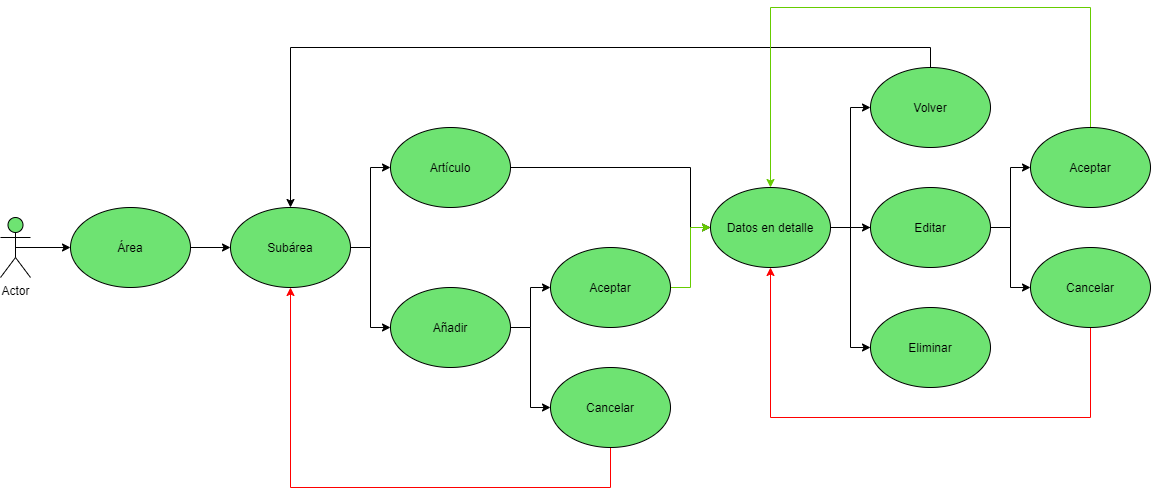 Actor
Área
Subárea
Artículo
Añadir
Aceptar
Cancelar
Datos en detalle
Volver
Editar
Eliminar
Aceptar
Cancelar